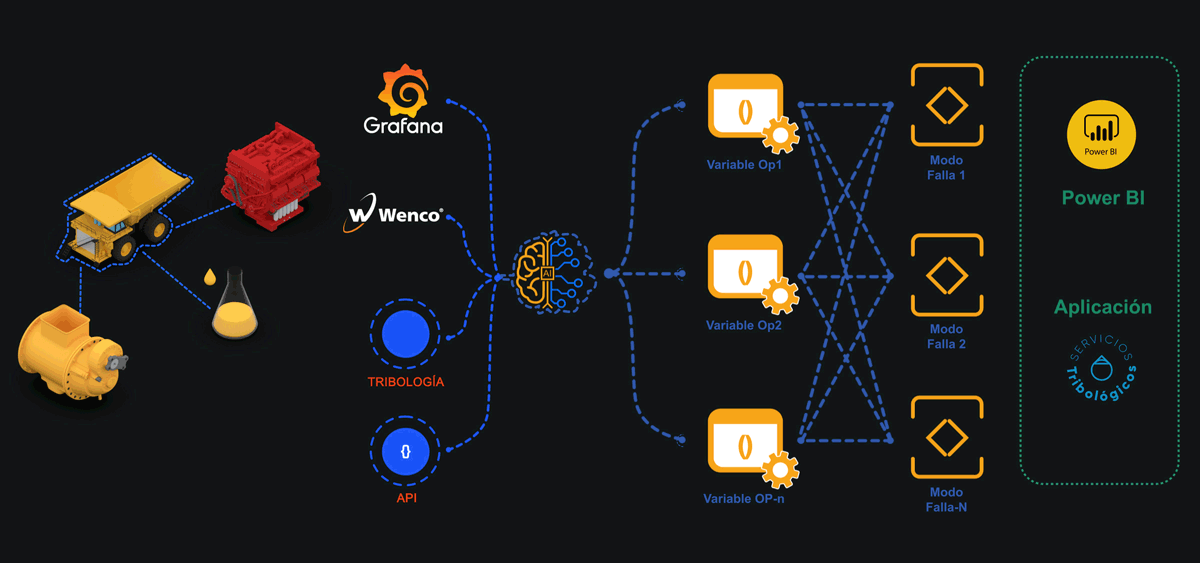 Grafana
Wenco®
TRIBOLOGÍA
{}
API
AI
()
Variable Op1
()
Variable Op2
()
Variable OP-n
Modo
Falla 1
Modo
Falla 2
Modo
Falla-N
Power BI
Power BI
Aplicación
SERVICIOS
Tribológicos